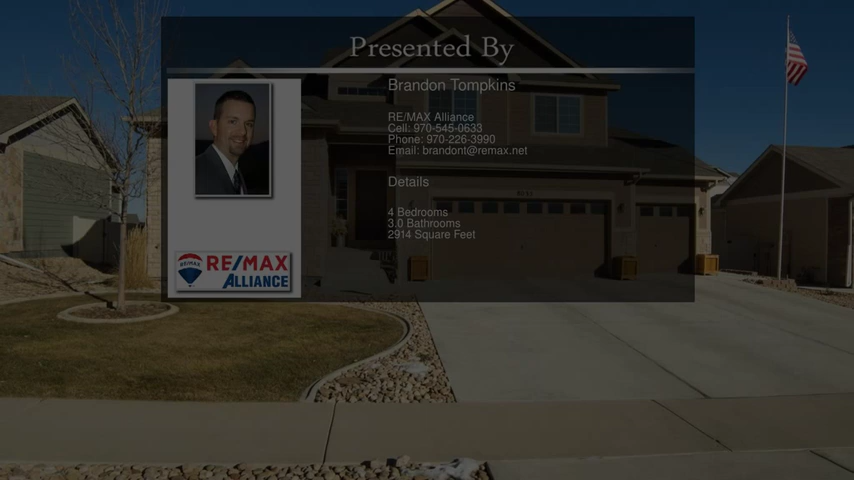 Presented By
Brandon Tompkins
RE/MAX Alliance
Cell: 970-545-0633
Phone: 970-226-3990
Email: brandont@remax.net
Details
4 Bedrooms
3.0 Bathrooms
2914 Square Feet
RE/MAX
RE/MAX
ALLIANCE